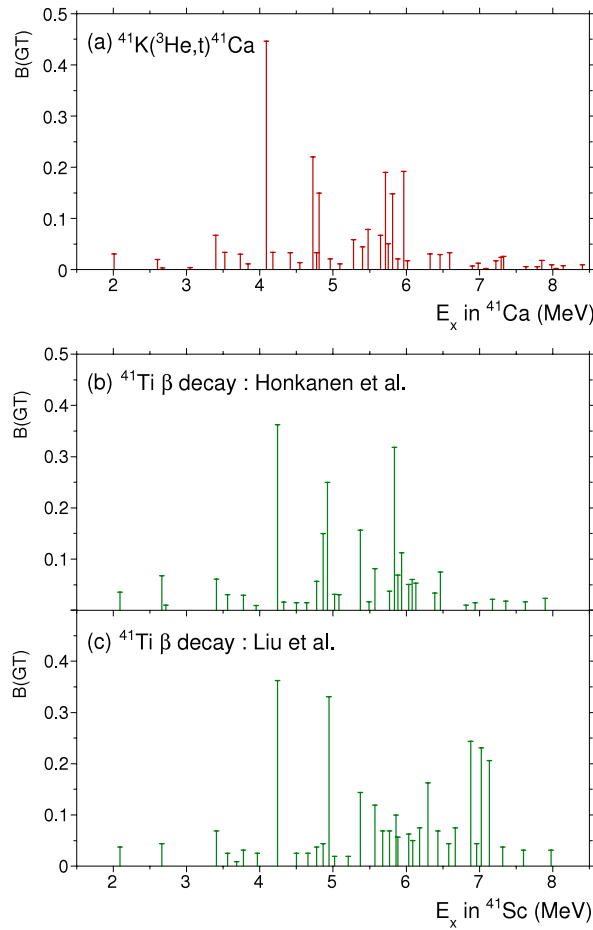 0.5
(a) ⁴¹K(³He,t)⁴¹Ca
0.4
B(GT)
0.3
0.2
0.1
0
2 3 4 5 6 7 8
Eₓ in ⁴¹Ca (MeV)
0.5
(b) ⁴¹Ti β decay : Honkanen et al.
0.4
B(GT)
0.3
0.2
0.1
(c) ⁴¹Ti β decay : Liu et al.
0.4
B(GT)
0.3
0.2
0.1
0
2 3 4 5 6 7 8
Eₓ in ⁴¹Sc (MeV)